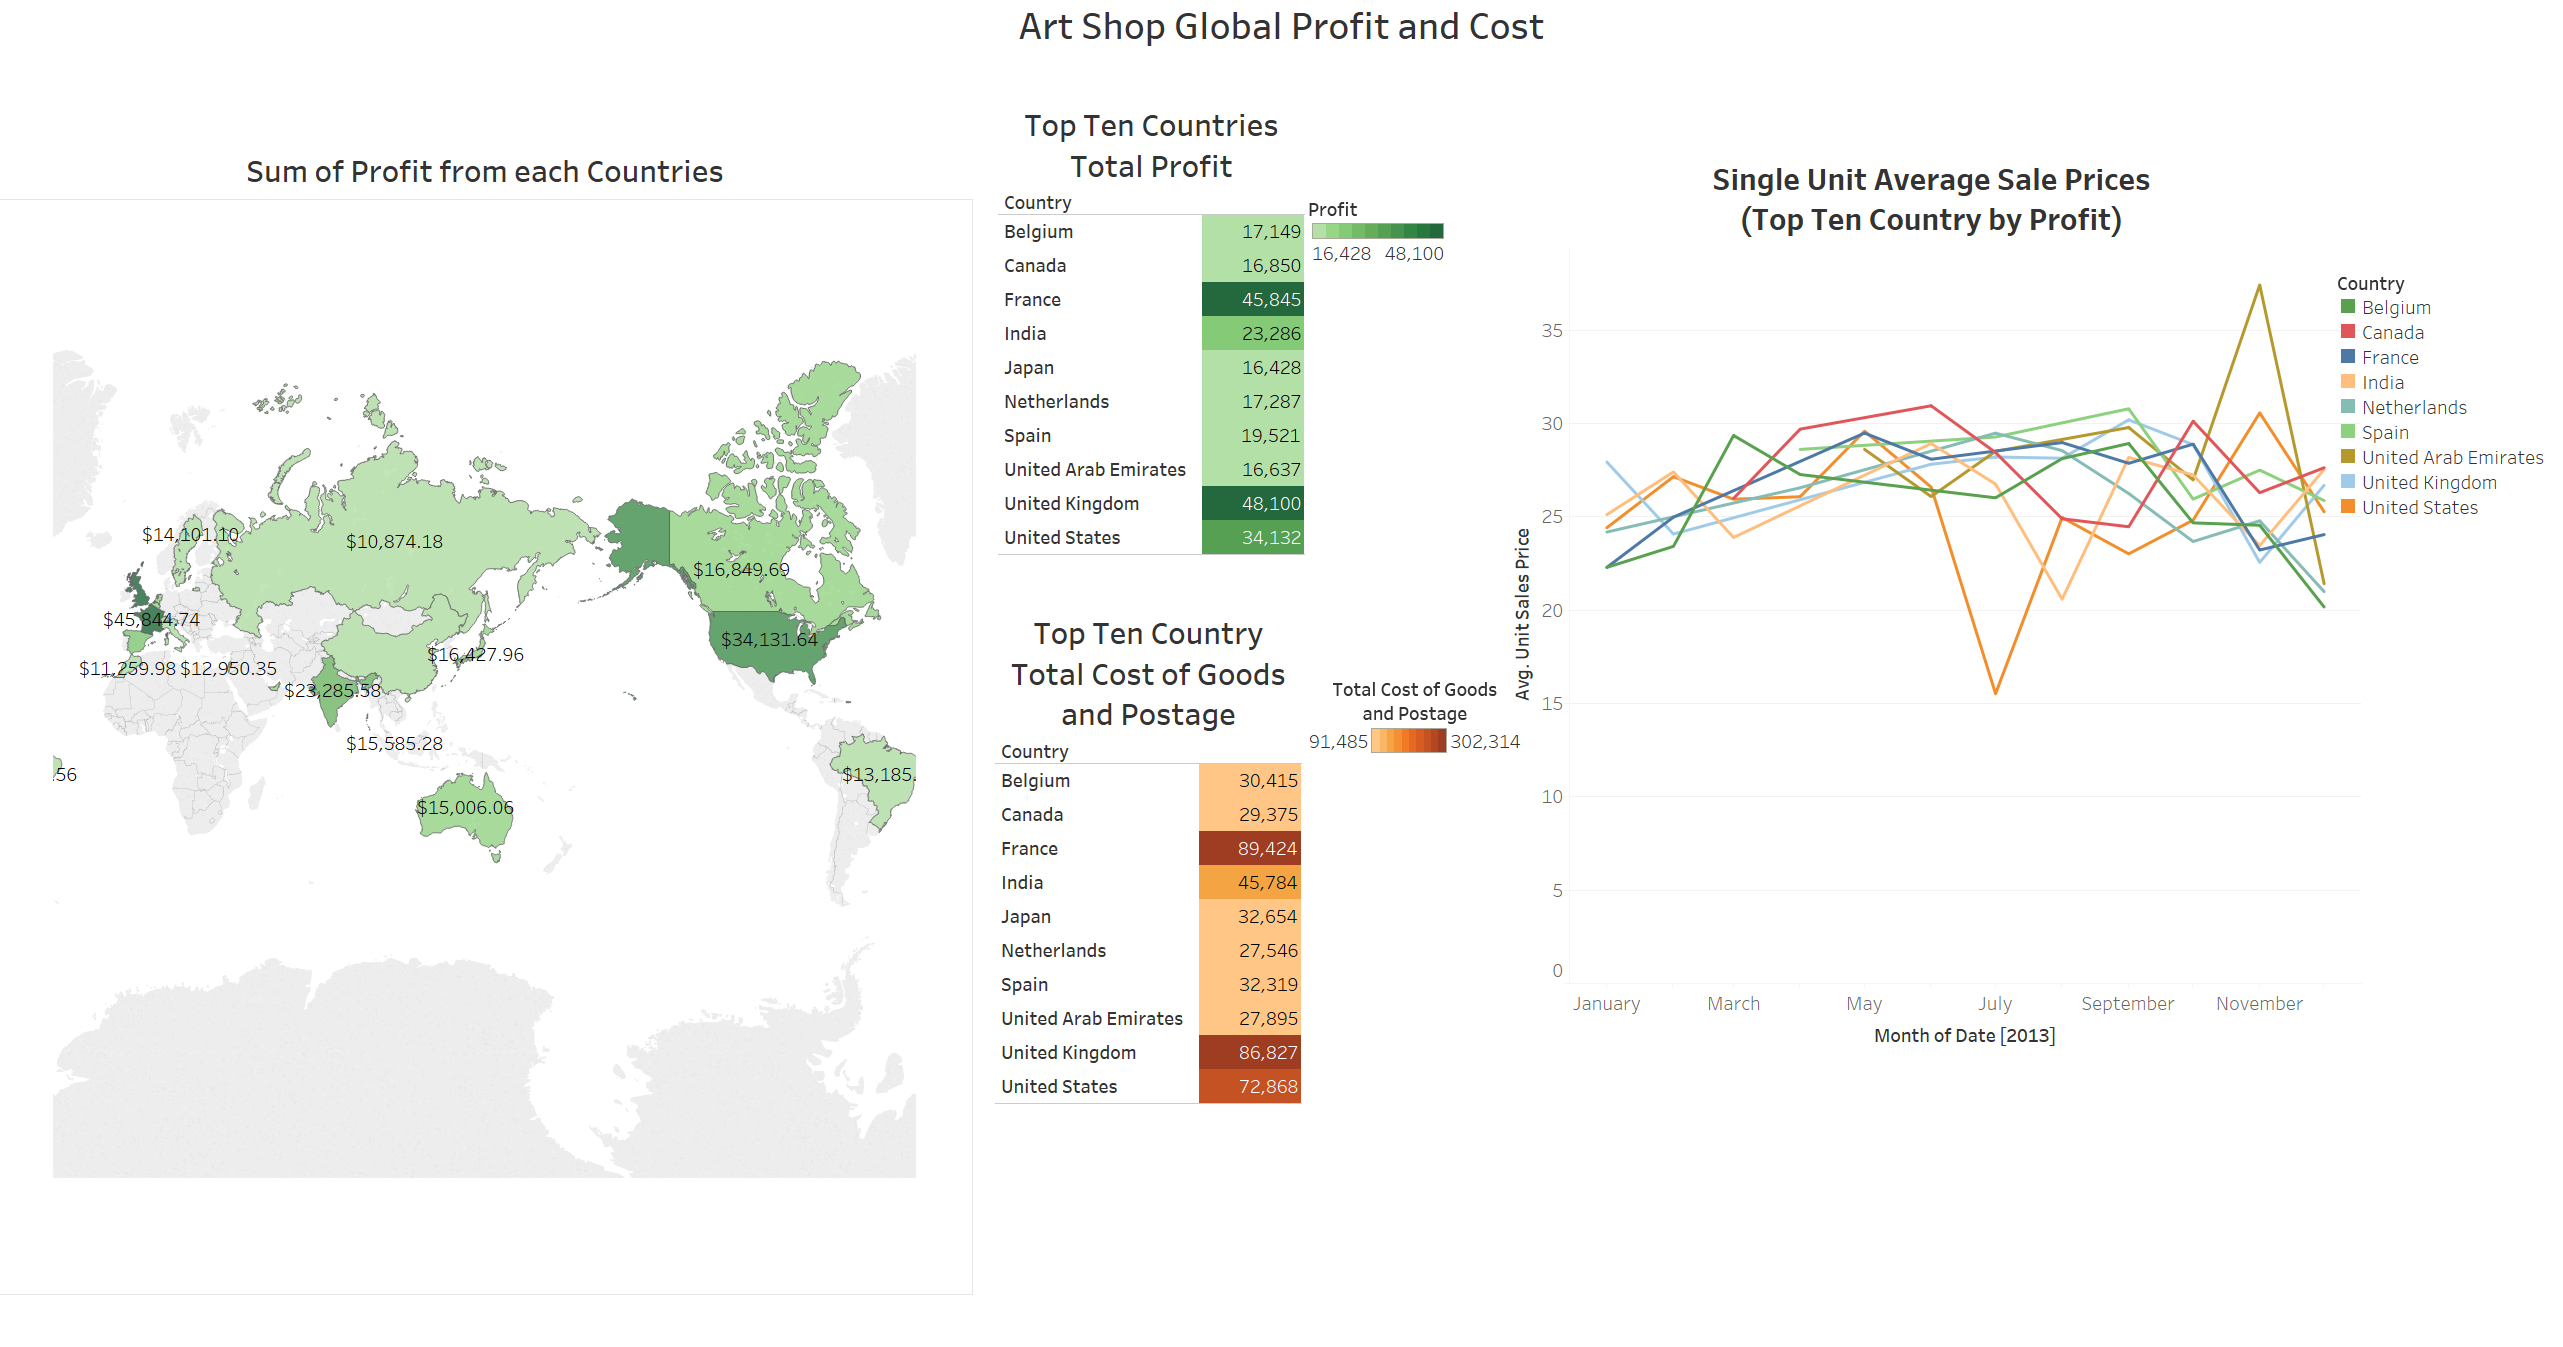 Art Shop Global Profit and Cost
Sum of Profit from each Countries
$14,101.10
$10,874.18
$16,849.69
$45,844.74
$34,131.64
$11,259.98
$12,950.35
$16,427.96
$23,285.58
$15,585.28
.56
$13,185.
$15,006.06
Top Ten Countries
Total Profit
Country
Belgium 17,149
Canada 16,850
France 45,845
India 23,286
Japan 16,428
Netherlands 17,287
Spain 19,521
United Arab Emirates 16,637
United Kingdom 48,100
United States 34,132
Profit
16,428 48,100
Top Ten Country
Total Cost of Goods
and Postage
Country
Belgium 30,415
Canada 29,375
France 89,424
India 45,784
Japan 32,654
Netherlands 27,546
Spain 32,319
United Arab Emirates 27,895
United Kingdom 86,827
United States 72,868
Total Cost of Goods
and Postage
91,485 302,314
Single Unit Average Sale Prices
(Top Ten Country by Profit)
Avg. Unit Sales Price
35
30
25
20
15
10
5
0
January March May July September November
Month of Date [2013]
Country
Belgium
Canada
France
India
Netherlands
Spain
United Arab Emirates
United Kingdom
United States